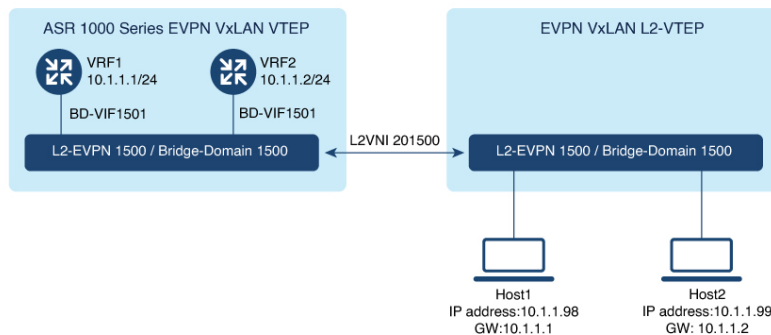 ASR 1000 Series EVPN VxLAN VTEP
VRF1
10.1.1.1/24
VRF2
10.1.1.2/24
BD-VIF1501
BD-VIF1501
L2-EVPN 1500 / Bridge-Domain 1500
L2VNI 201500
EVPN VxLAN L2-VTEP
L2-EVPN 1500 / Bridge-Domain 1500
Host1
IP address:10.1.1.98
GW:10.1.1.1
Host2
IP address:10.1.1.99
GW: 10.1.1.2